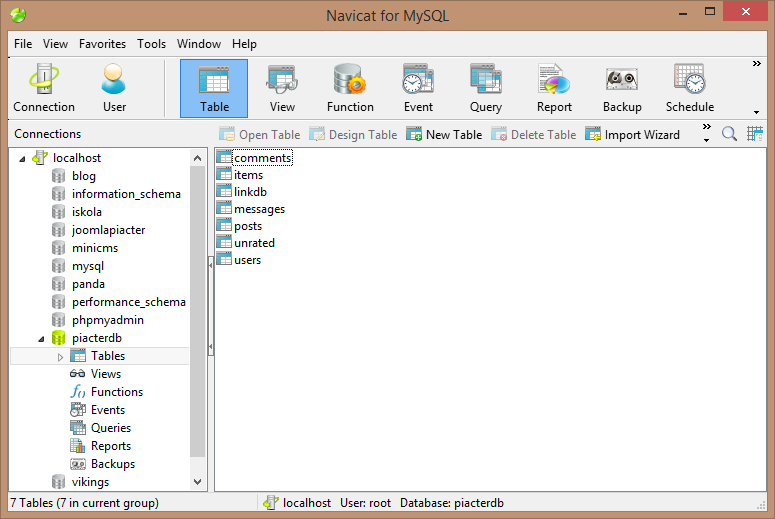 Navicat for MySQL
File View Favorites Tools Window Help
Connection User Table View Function Event Query Report Backup Schedule
Connections Open Table Design Table New Table Delete Table Import Wizard
localhost
blog
information_schema
iskola
joomlapiacter
minicms
mysql
panda
performance_schema
phpmyadmin
piacterdb
Tables
Views
Functions
Events
Queries
Reports
Backups
vikings
comments
items
linkdb
messages
posts
unrated
users
7 Tables (7 in current group) localhost User: root Database: piacterdb